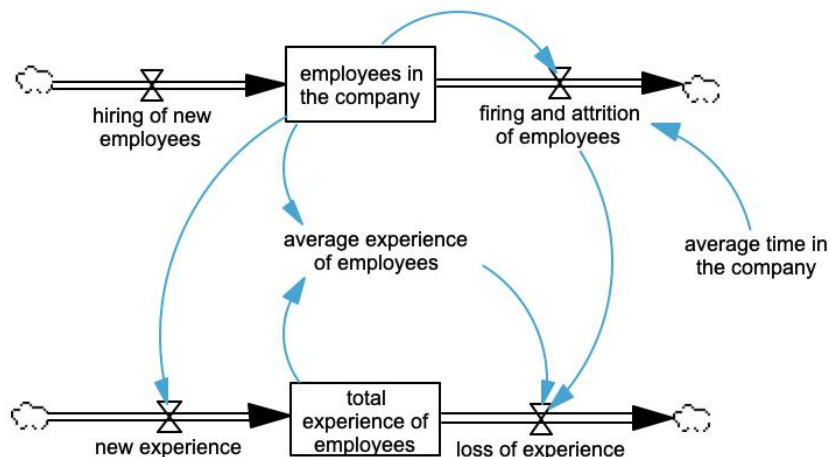 employees in
the company
hiring of new
employees
firing and attrition
of employees
average experience
of employees
average time in
the company
total
experience of
employees
new experience
loss of experience